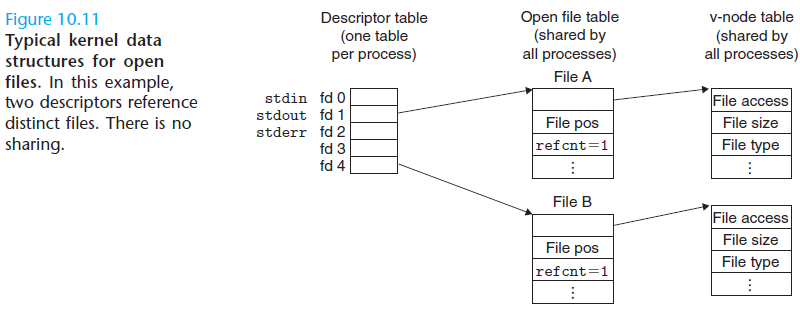 Figure 10.11
Typical kernel data
structures for open
files. In this example,
two descriptors reference
distinct files. There is no
sharing.
Descriptor table
(one table
per process)
Open file table
(shared by
all processes)
v-node table
(shared by
all processes)
stdin fd 0
stdout fd 1
stderr fd 2
fd 3
fd 4
File A
File pos
refcnt=1
⋮
File access
File size
File type
⋮
File B
File pos
refcnt=1
⋮
File access
File size
File type
⋮